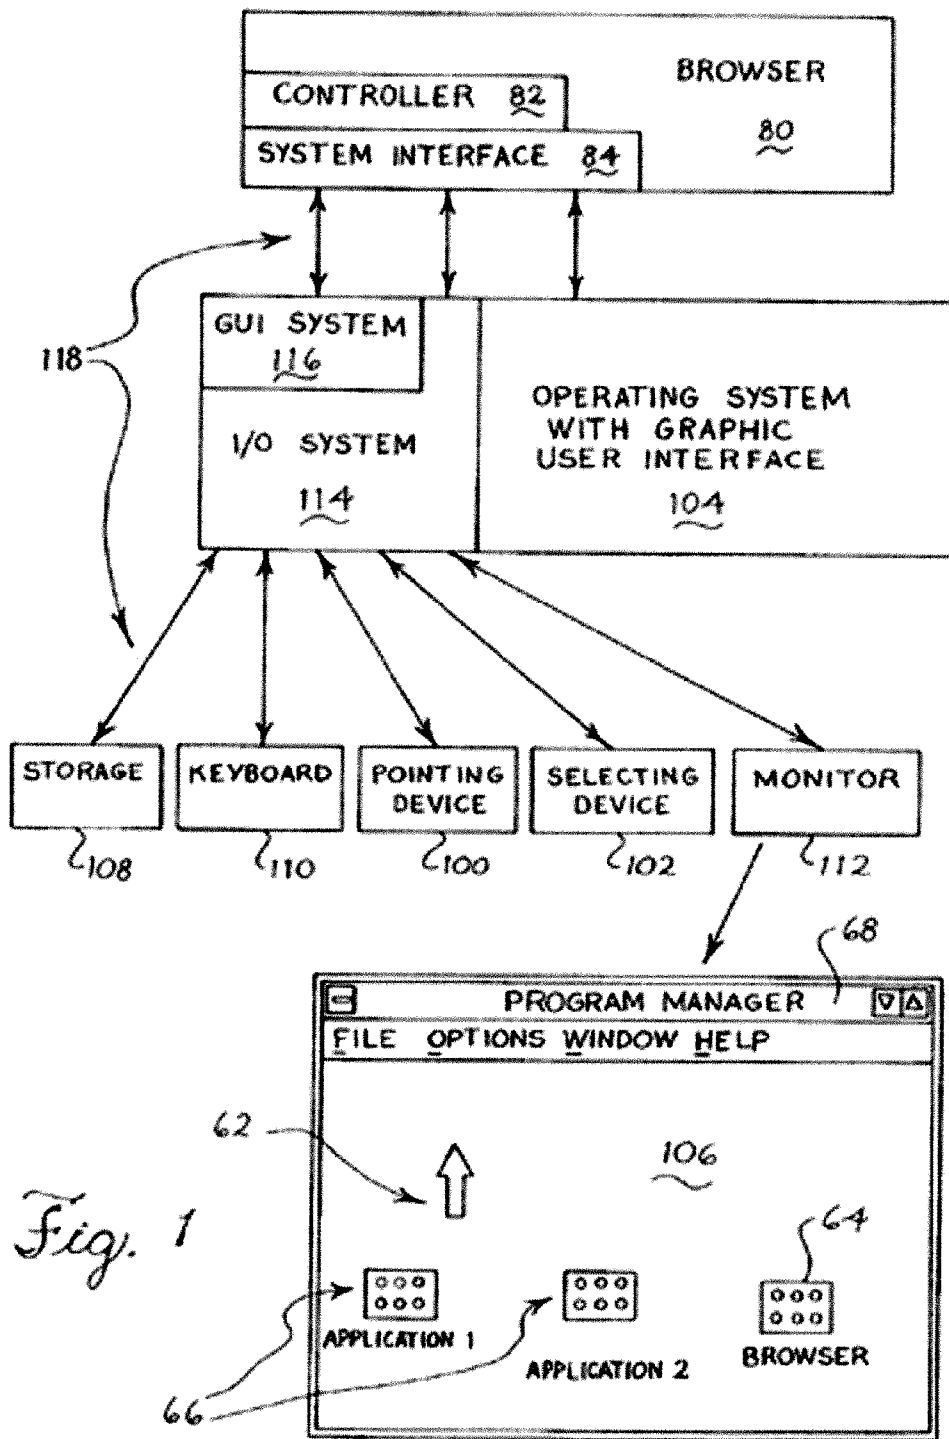 BROWSER
80
CONTROLLER 82
SYSTEM INTERFACE 84
118
GUI SYSTEM
116
I/O SYSTEM
114
OPERATING SYSTEM
WITH GRAPHIC
USER INTERFACE
104
STORAGE
108
KEYBOARD
110
POINTING
DEVICE
100
SELECTING
DEVICE
102
MONITOR
112
68
PROGRAM MANAGER
FILE OPTIONS WINDOW HELP
62
106
64
Fig. 1
APPLICATION 1
APPLICATION 2
BROWSER
66